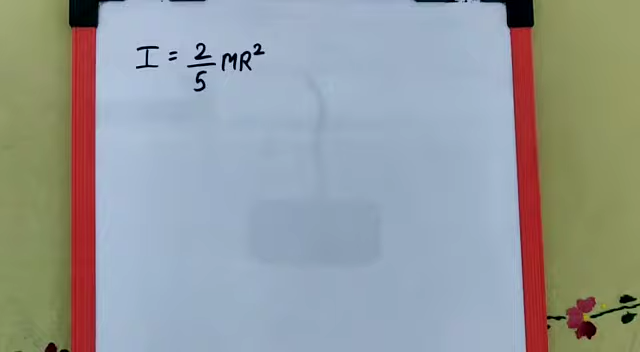 I = 2/5 MR²